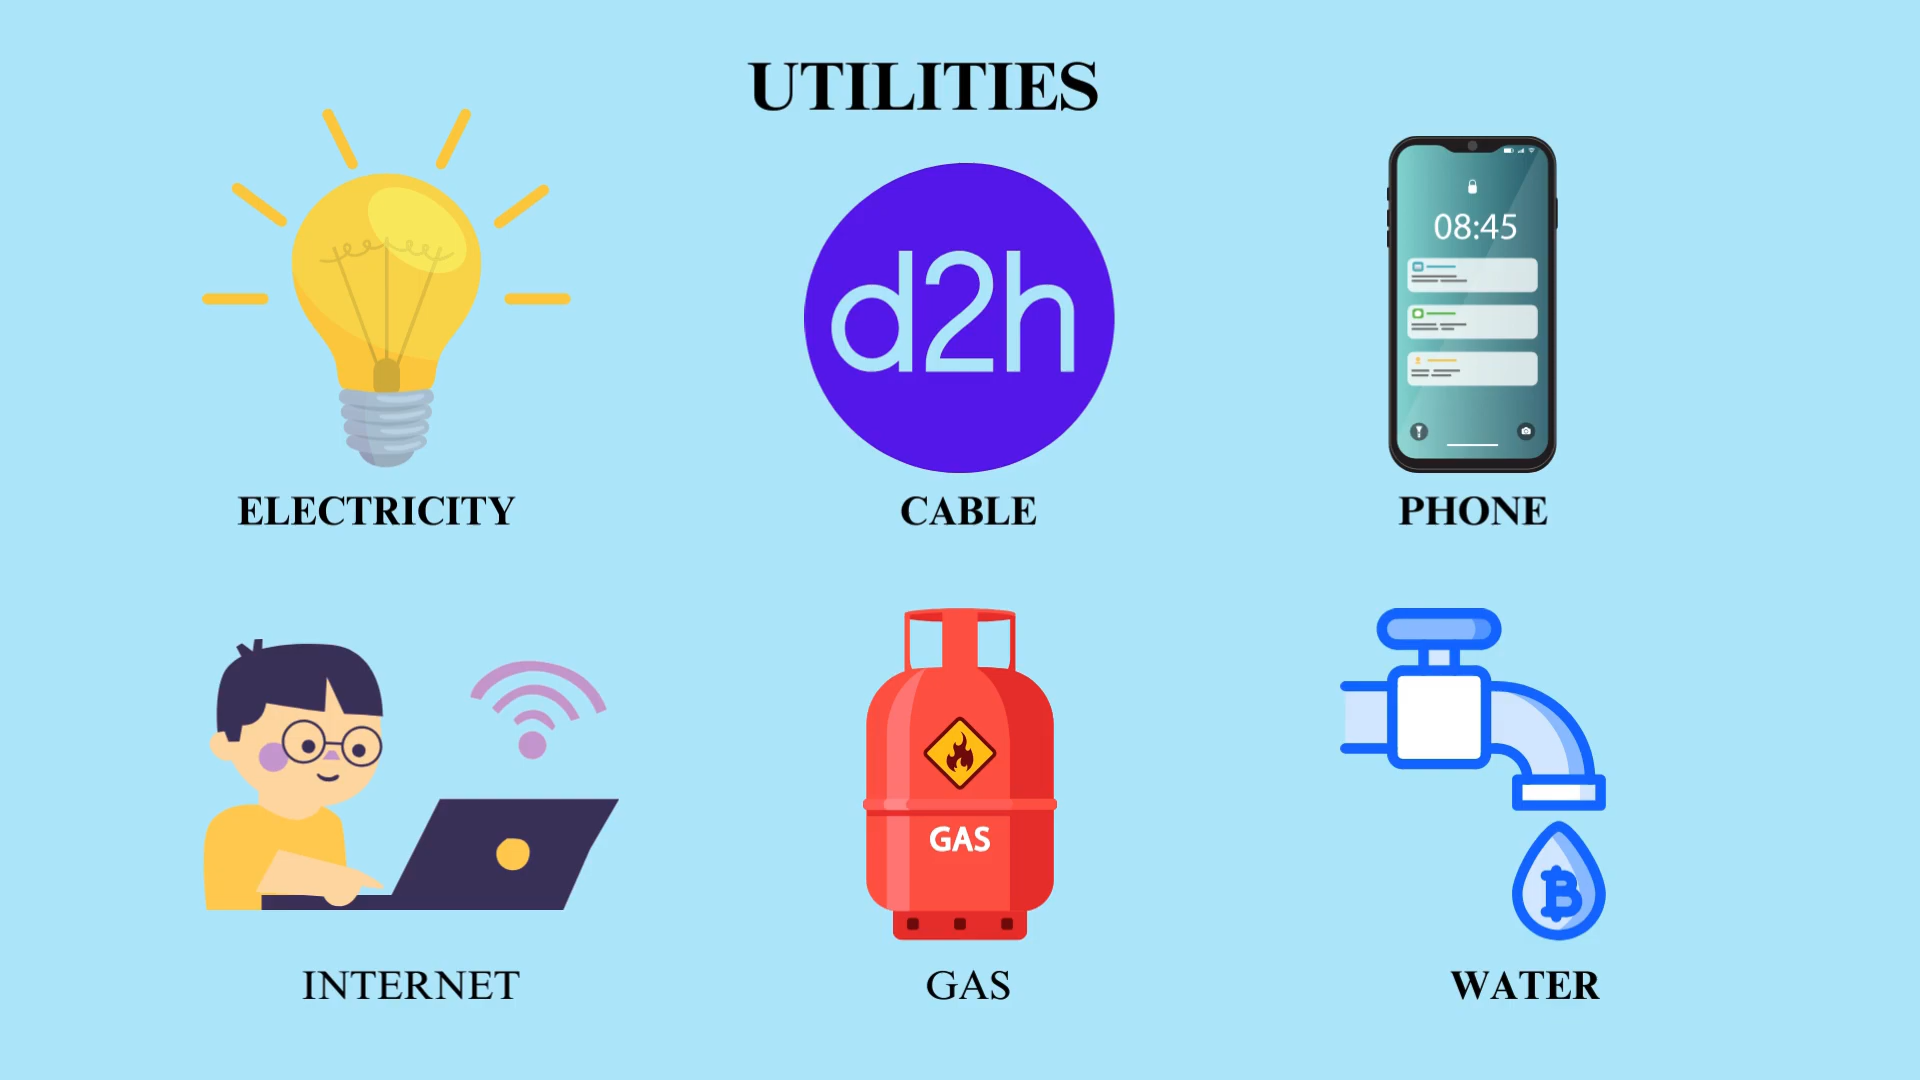 UTILITIES
d2h
08:45
ELECTRICITY
CABLE
PHONE
GAS
B
INTERNET
GAS
WATER